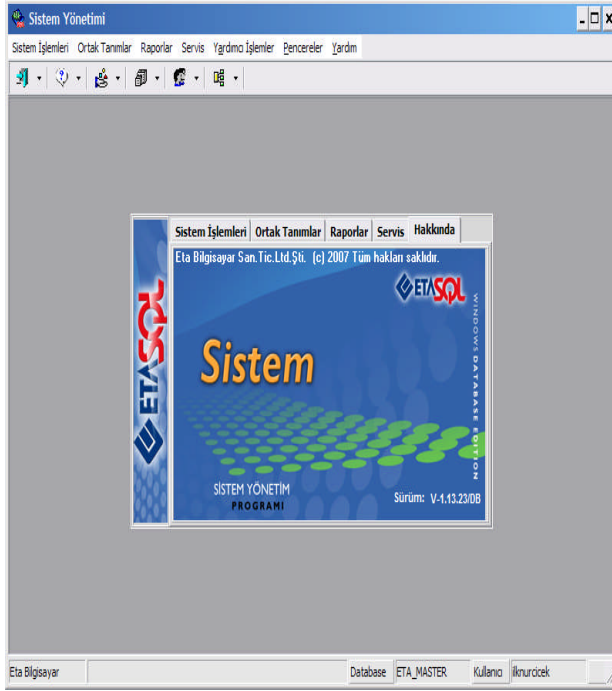 Sistem Yönetimi
Sistem İşlemleri Ortak Tanımlar Raporlar Servis Yardımcı İşlemler Pencereler Yardım
Sistem İşlemleri Ortak Tanımlar Raporlar Servis Hakkında
Eta Bilgisayar San.Tic.Ltd.Şti. (c) 2007 Tüm hakları saklıdır.
ETASQL
ETASQL
WINDOWS DATABASE EDITION
Sistem
SİSTEM YÖNETİM
PROGRAMI
Sürüm: V-1.13.23/DB
Eta Bilgisayar Database ETA_MASTER Kullanıcı ilknurcicek